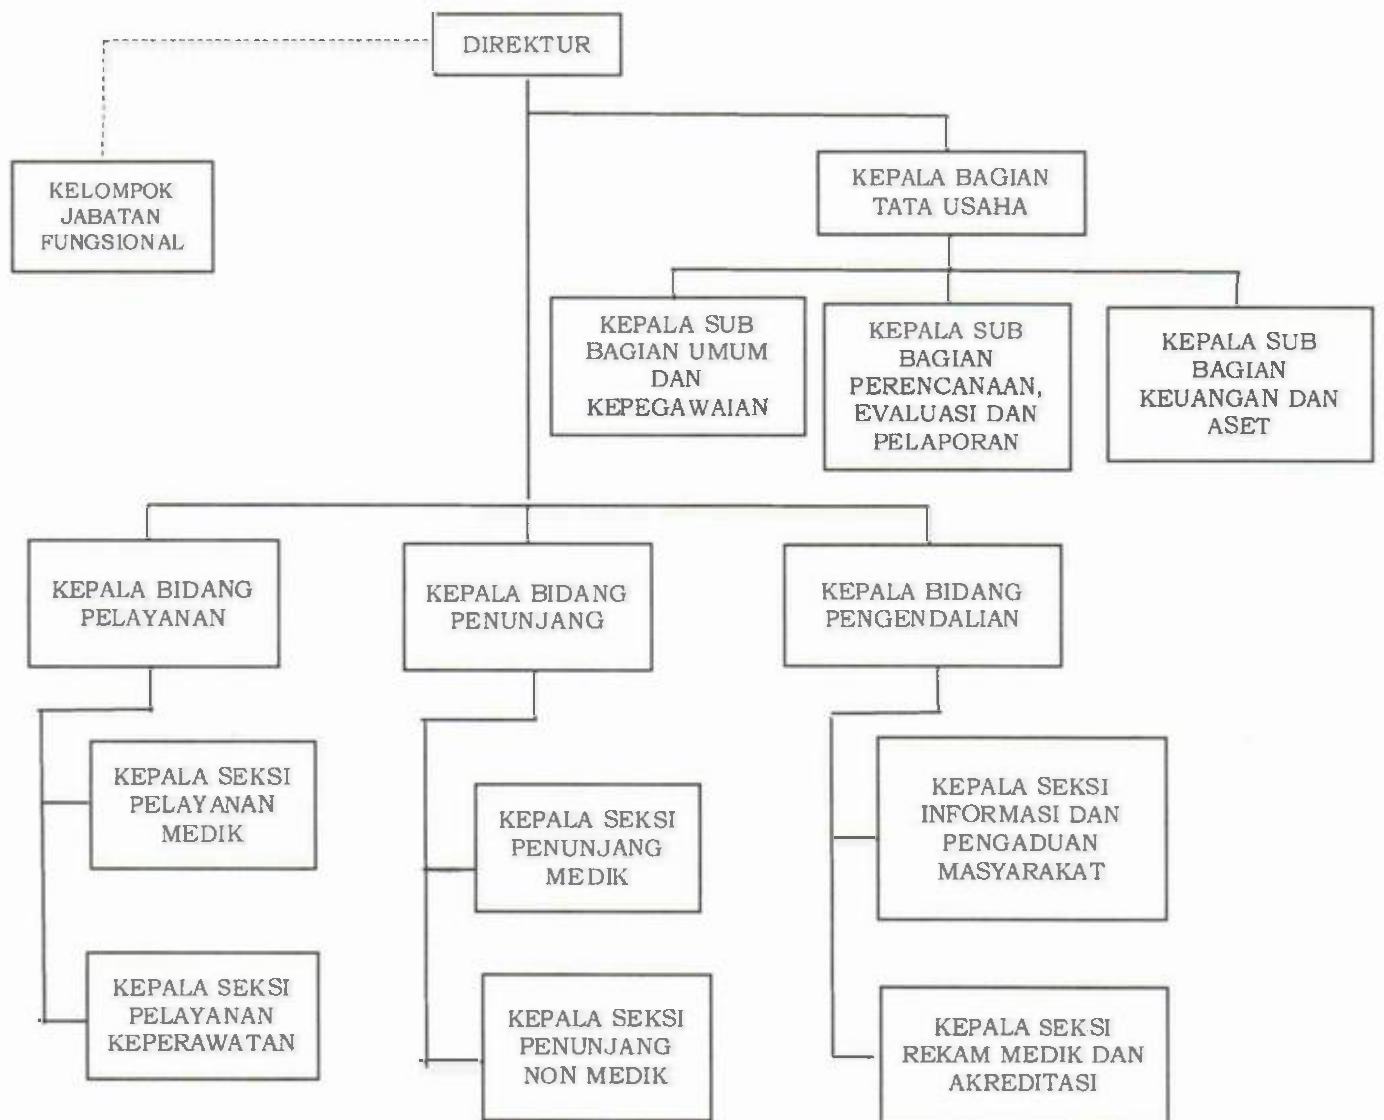 DIREKTUR
KELOMPOK
JABATAN
FUNGSIONAL
KEPALA BAGIAN
TATA USAHA
KEPALA SUB
BAGIAN UMUM
DAN
KEPEGAWAIAN
KEPALA SUB
BAGIAN
PERENCANAAN,
EVALUASI DAN
PELAPORAN
KEPALA SUB
BAGIAN
KEUANGAN DAN
ASET
KEPALA BIDANG
PELAYANAN
KEPALA BIDANG
PENUNJANG
KEPALA BIDANG
PENGENDALIAN
KEPALA SEKSI
PELAYANAN
MEDIK
KEPALA SEKSI
PELAYANAN
KEPERAWATAN
KEPALA SEKSI
PENUNJANG
MEDIK
KEPALA SEKSI
PENUNJANG
NON MEDIK
KEPALA SEKSI
INFORMASI DAN
PENGADUAN
MASYARAKAT
KEPALA SEKSI
REKAM MEDIK DAN
AKREDITASI